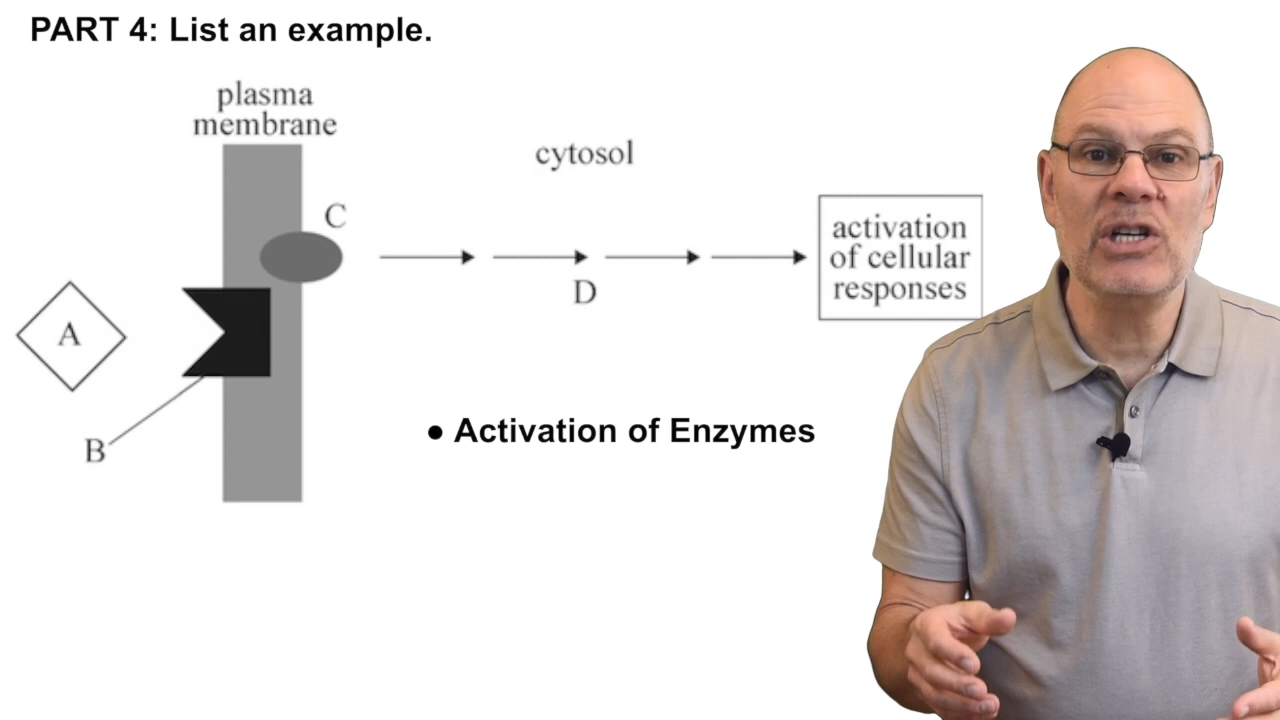 PART 4: List an example.
plasma
membrane
cytosol
C
activation
of cellular
responses
D
A
B
● Activation of Enzymes